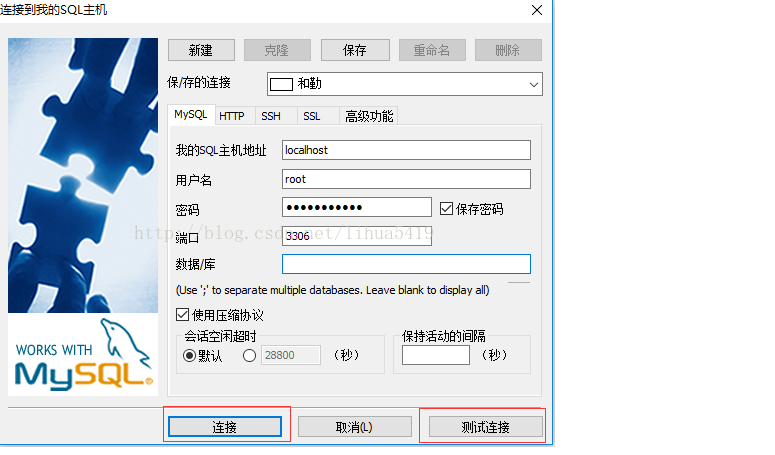 连接到我的SQL主机
新建 克隆 保存 重命名 删除
保/存的连接 和勤
MySQL HTTP SSH SSL 高级功能
我的SQL主机地址 localhost
用户名 root
密码 ●●●●●●●●●●● 保存密码
http://blog.csdn.net/lihua5419
端口 3306
数据/库
(Use ';' to separate multiple databases. Leave blank to display all)
使用压缩协议
会话空闲超时 保持活动的间隔
默认 28800 （秒） （秒）
WORKS WITH
MySQL®
连接 取消(L) 测试连接